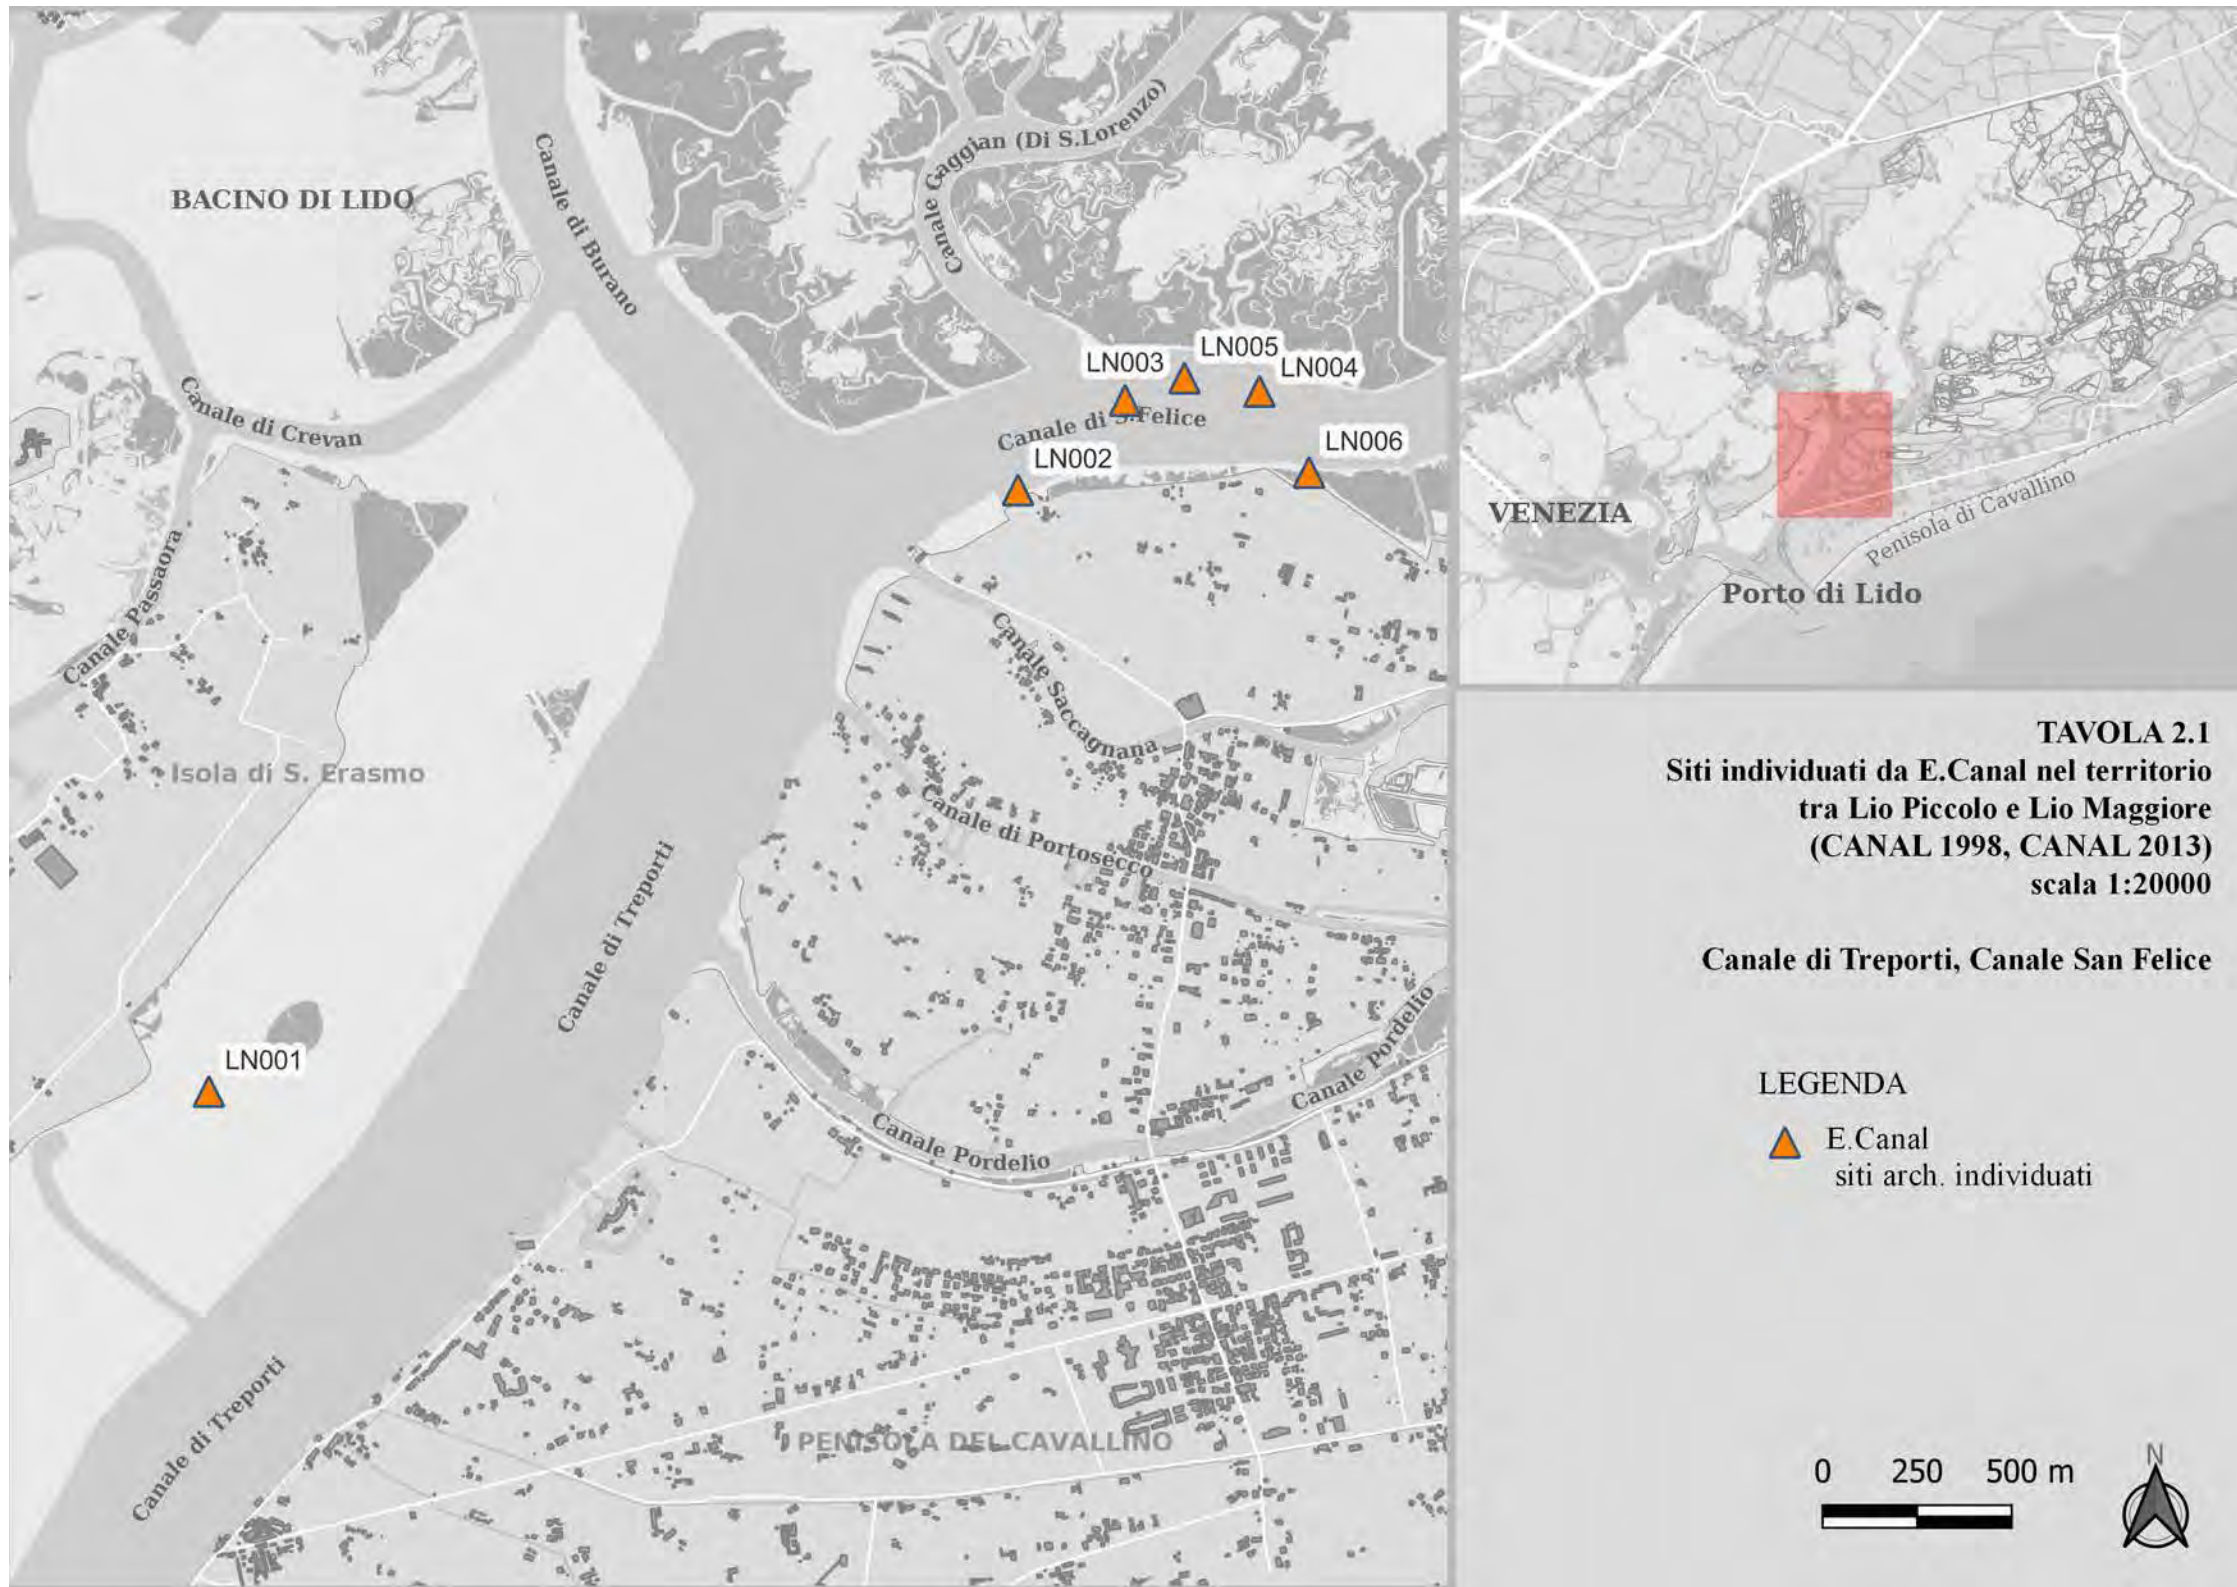 BACINO DI LIDO
Canale di Burano
Canale Gaggian (Di S.Lorenzo)
Canale di Crevan
LN003
LN005
LN004
Canale di S.Felice
LN006
LN002
Canale Passaora
Canale Saccagnana
Isola di S. Erasmo
Canale di Portosecco
Canale di Treporti
LN001
Canale Pordelio
Canale Pordelio
Canale di Treporti
PENISOLA DEL CAVALLINO
VENEZIA
Penisola di Cavallino
Porto di Lido
TAVOLA 2.1
Siti individuati da E.Canal nel territorio
tra Lio Piccolo e Lio Maggiore
(CANAL 1998, CANAL 2013)
scala 1:20000
Canale di Treporti, Canale San Felice
LEGENDA
E.Canal
siti arch. individuati
0 250 500 m
N